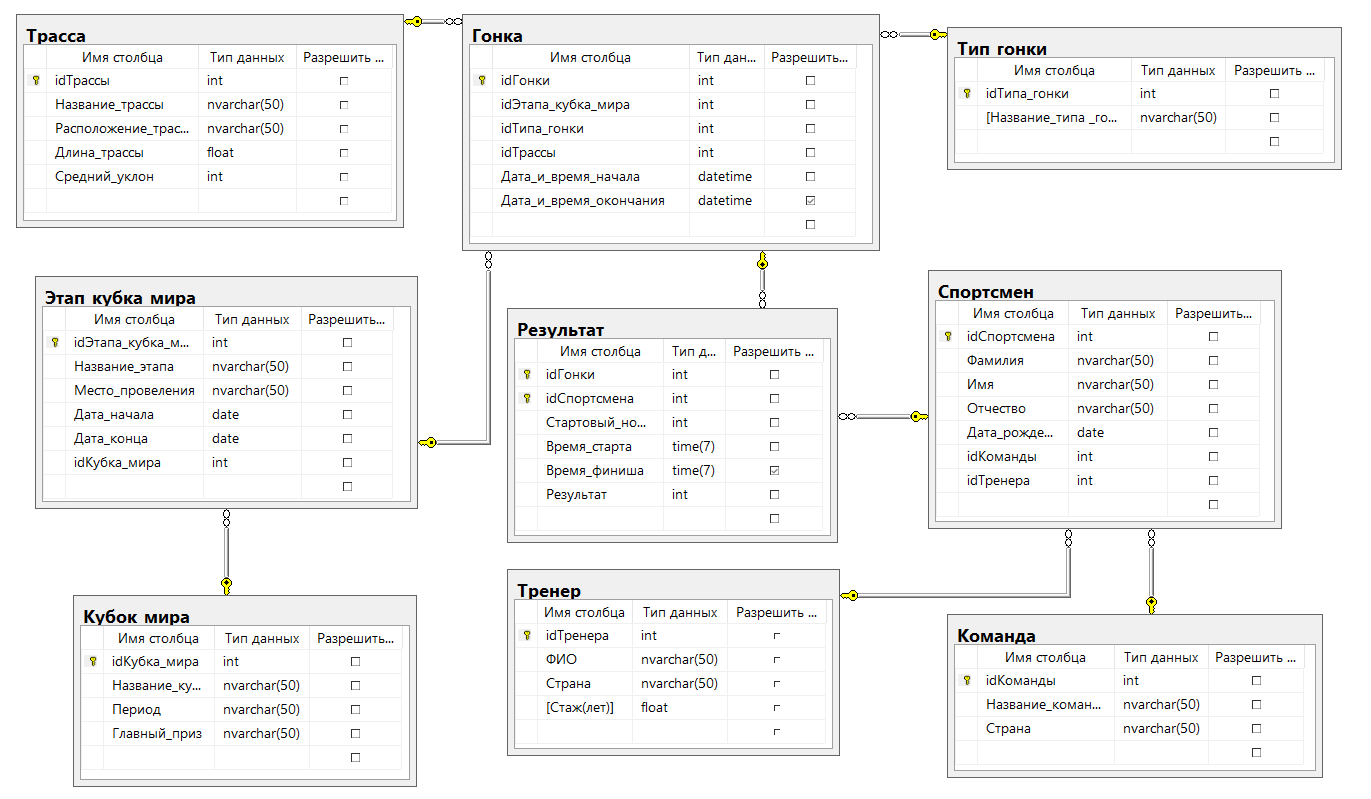 Трасса
Имя столбца Тип данных Разрешить ...
idТрассы int
Название_трассы nvarchar(50)
Расположение_трас... nvarchar(50)
Длина_трассы float
Средний_уклон int
Гонка
Имя столбца Тип дан... Разрешить...
idГонки int
idЭтапа_кубка_мира int
idТипа_гонки int
idТрассы int
Дата_и_время_начала datetime
Дата_и_время_окончания datetime
Тип гонки
Имя столбца Тип данных Разрешить ...
idТипа_гонки int
[Название_типа _го... nvarchar(50)
Этап кубка мира
Имя столбца Тип данных Разрешить...
idЭтапа_кубка_м... int
Название_этапа nvarchar(50)
Место_провеления nvarchar(50)
Дата_начала date
Дата_конца date
idКубка_мира int
Результат
Имя столбца Тип д... Разрешить ...
idГонки int
idСпортсмена int
Стартовый_но... int
Время_старта time(7)
Время_финиша time(7)
Результат int
Спортсмен
Имя столбца Тип данных Разрешить...
idСпортсмена int
Фамилия nvarchar(50)
Имя nvarchar(50)
Отчество nvarchar(50)
Дата_рожде... date
idКоманды int
idТренера int
Кубок мира
Имя столбца Тип данных Разрешить...
idКубка_мира int
Название_ку... nvarchar(50)
Период nvarchar(50)
Главный_приз nvarchar(50)
Тренер
Имя столбца Тип данных Разрешить ...
idТренера int
ФИО nvarchar(50)
Страна nvarchar(50)
[Стаж(лет)] float
Команда
Имя столбца Тип данных Разрешить ...
idКоманды int
Название_коман... nvarchar(50)
Страна nvarchar(50)